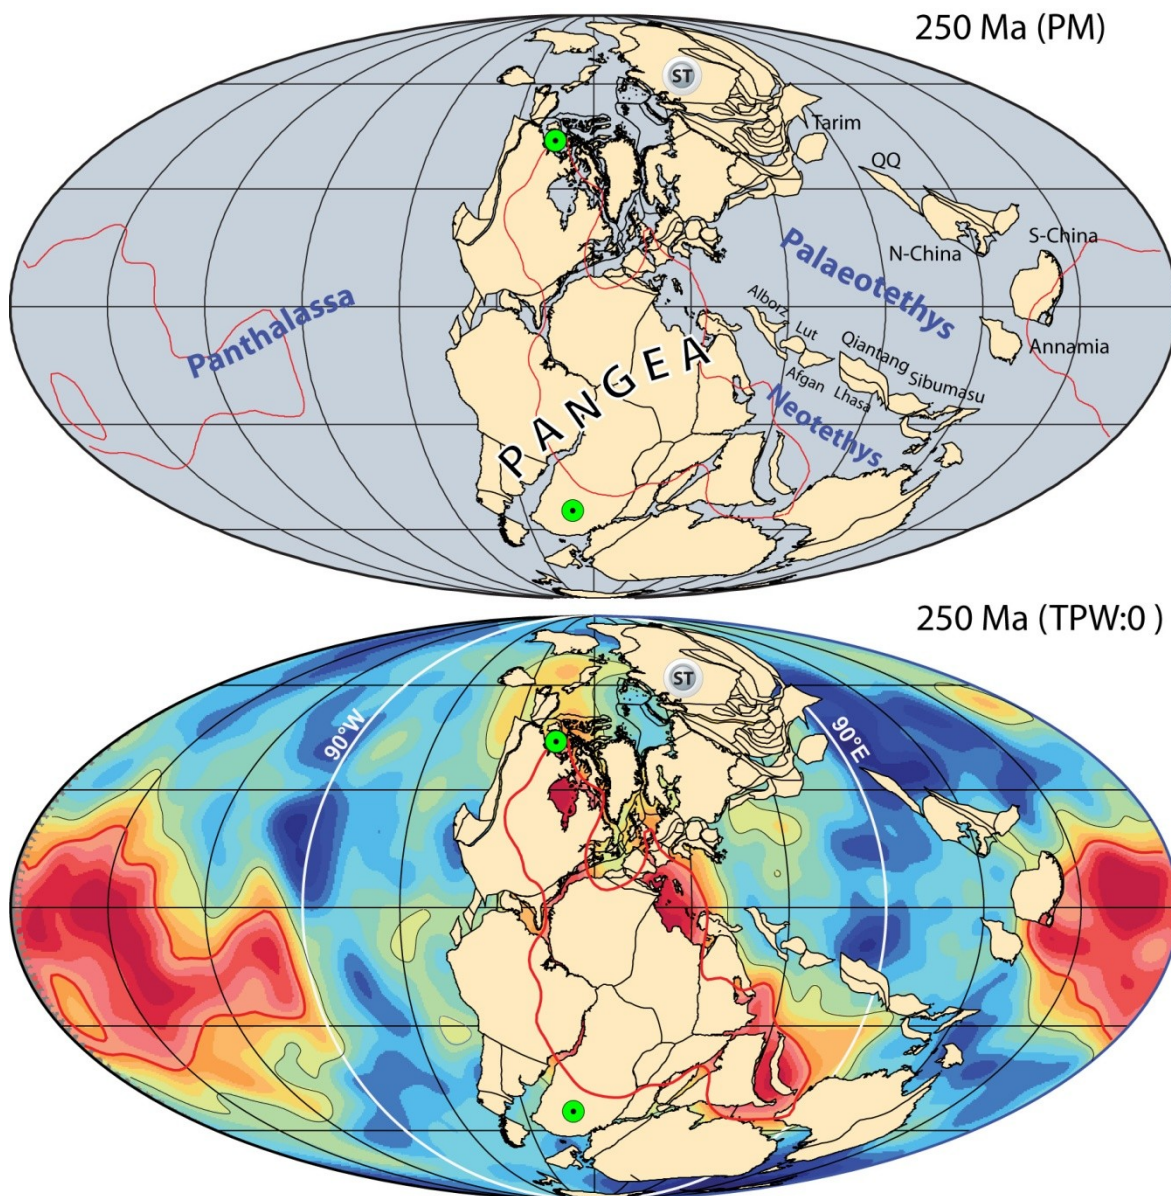 250 Ma (PM)
ST
Tarim
QQ
N-China
S-China
Palaeotethys
Panthalassa
Alborz
Lut
Qiantang
Annamia
Afgan
Lhasa
Sibumasu
PANGEA
Neotethys
250 Ma (TPW:0 )
ST
90°W
90°E